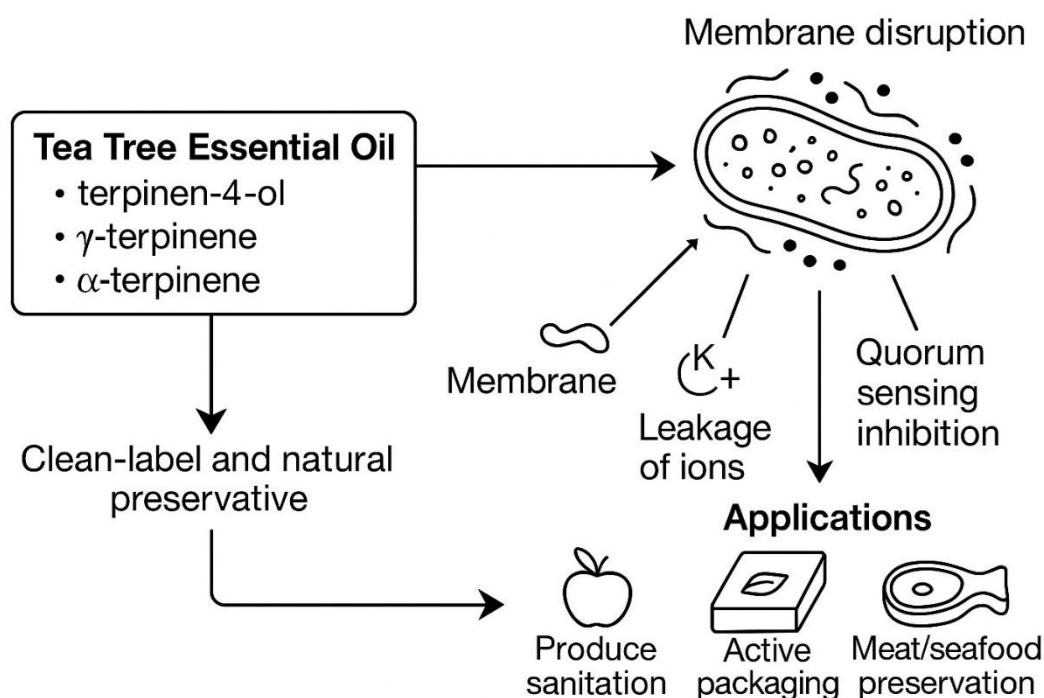 Membrane disruption
Tea Tree Essential Oil
• terpinen-4-ol
• γ-terpinene
• α-terpinene
Membrane
K+
Leakage
of ions
Quorum
sensing
inhibition
Clean-label and natural
preservative
Applications
Produce
sanitation
Active
packaging
Meat/seafood
preservation